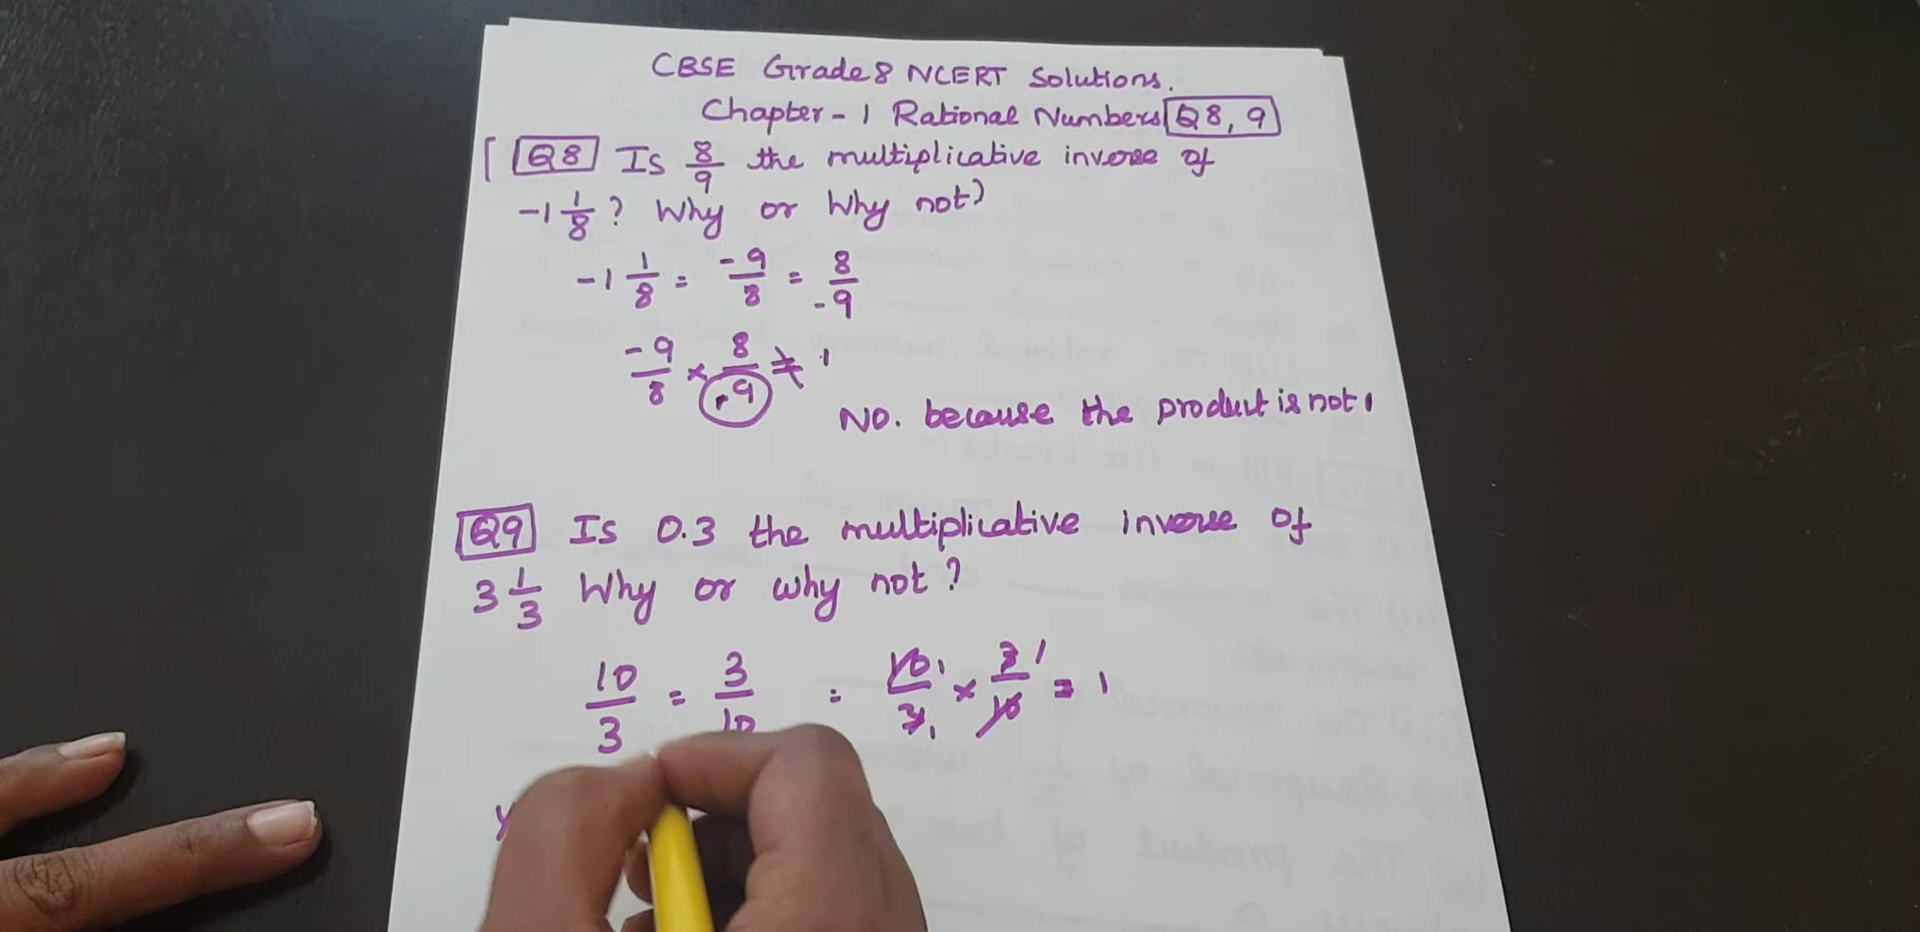 CBSE Grade 8 NCERT Solutions.
Chapter - 1 Rational Numbers Q8, 9
[ Q8 Is 8/9 the multiplicative inverse of
-1 1/8 ? Why or Why not)
-1 1/8 = -9/8 = 8/-9
-9/8 × 8/-9 ≠ 1
NO. because the product is not 1
Q9 Is 0.3 the multiplicative inverse of
3 1/3 Why or why not ?
10/3 = 3/10 = 10/3 × 3/10 = 1